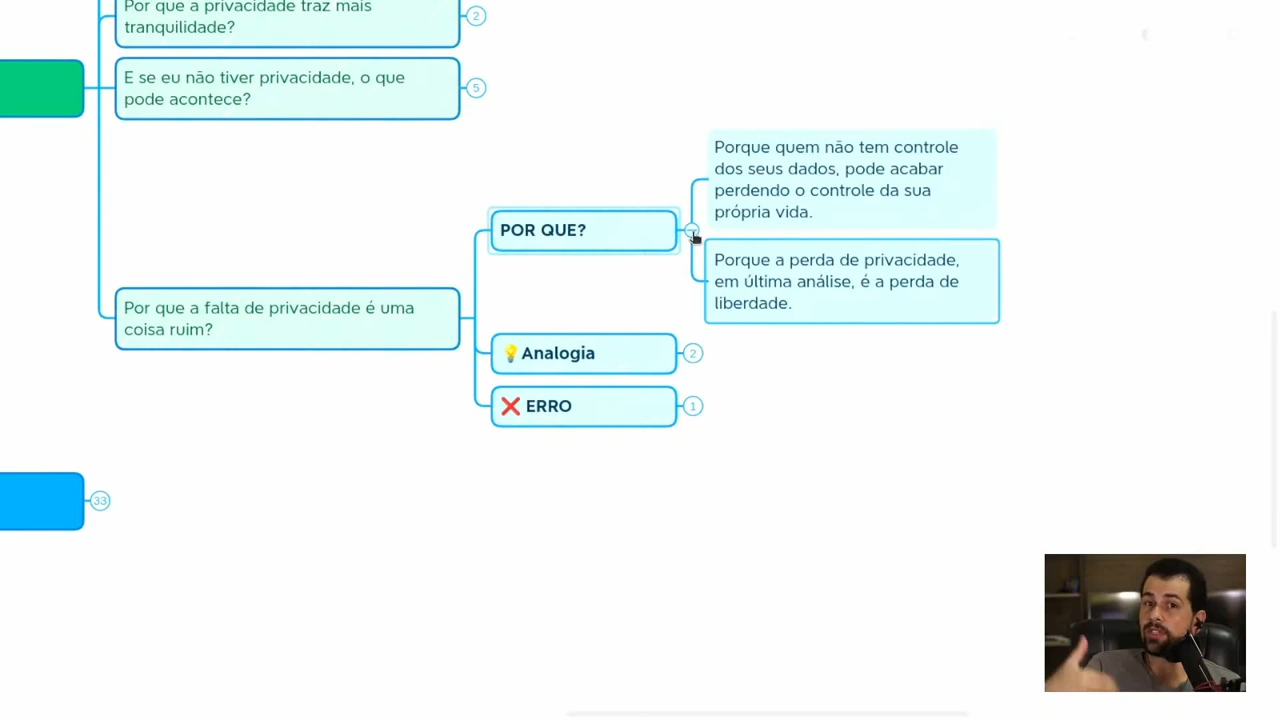 Por que a privacidade traz mais
tranquilidade?
2
E se eu não tiver privacidade, o que
pode acontece?
5
Porque quem não tem controle
dos seus dados, pode acabar
perdendo o controle da sua
própria vida.
POR QUE?
Porque a perda de privacidade,
em última análise, é a perda de
liberdade.
Por que a falta de privacidade é uma
coisa ruim?
💡Analogia
2
❌ ERRO
1
33